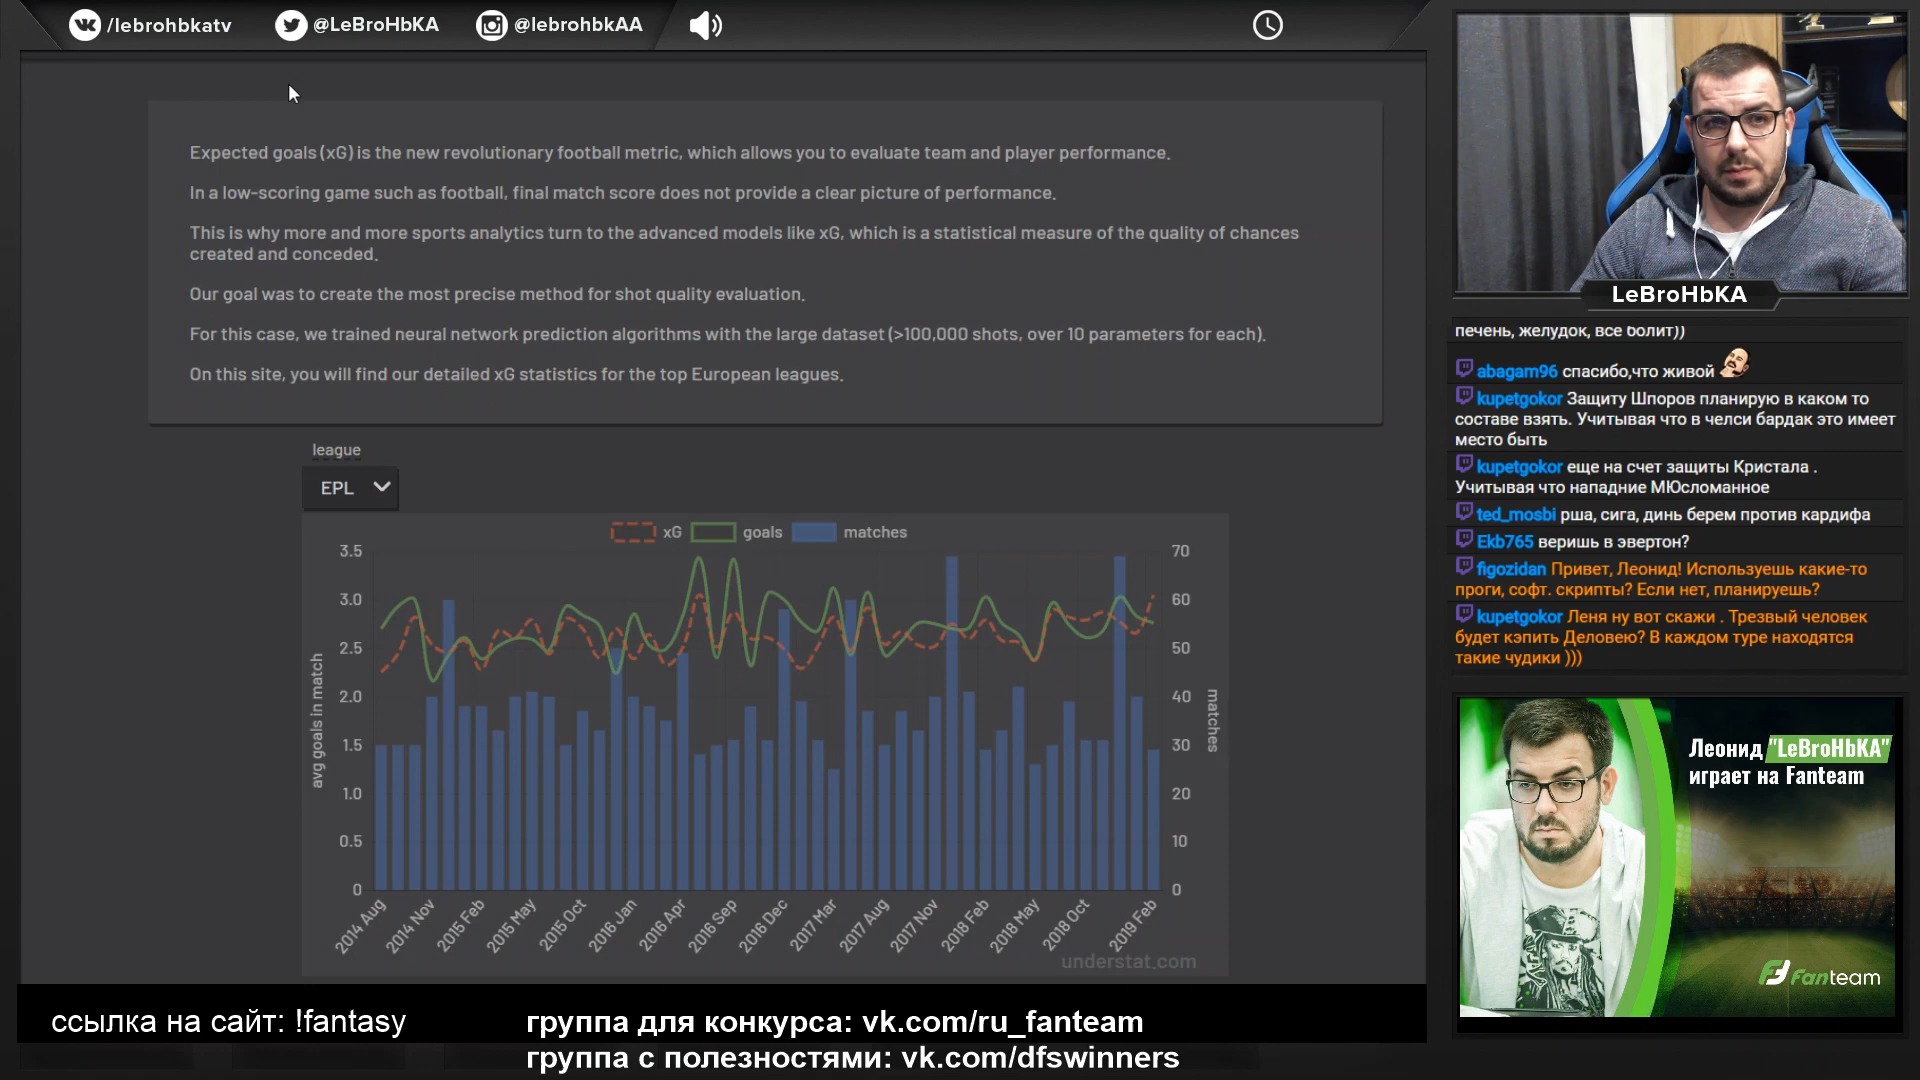 /lebrohbkatv
@LeBroHbKA
@lebrohbkAA
Expected goals (xG) is the new revolutionary football metric, which allows you to evaluate team and player performance.
In a low-scoring game such as football, final match score does not provide a clear picture of performance.
This is why more and more sports analytics turn to the advanced models like xG, which is a statistical measure of the quality of chances
created and conceded.
Our goal was to create the most precise method for shot quality evaluation.
For this case, we trained neural network prediction algorithms with the large dataset (>100,000 shots, over 10 parameters for each).
On this site, you will find our detailed xG statistics for the top European leagues.
league
EPL
xG
goals
matches
3.5
3.0
2.5
2.0
1.5
1.0
0.5
0
avg goals in match
70
60
50
40
30
20
10
0
matches
2014 Aug
2014 Nov
2015 Feb
2015 May
2015 Oct
2016 Jan
2016 Apr
2016 Sep
2016 Dec
2017 Mar
2017 Aug
2017 Nov
2018 Feb
2018 May
2018 Oct
2019 Feb
understat.com
LeBroHbKA
печень, желудок, все болит))
abagam96 спасибо,что живой
kupetgokor Защиту Шпоров планирую в каком то
составе взять. Учитывая что в челси бардак это имеет
место быть
kupetgokor еще на счет защиты Кристала .
Учитывая что нападние МЮсломанное
ted_mosbi рша, сига, динь берем против кардифа
Ekb765 веришь в эвертон?
figozidan Привет, Леонид! Используешь какие-то
проги, софт. скрипты? Если нет, планируешь?
kupetgokor Леня ну вот скажи . Трезвый человек
будет кэпить Деловею? В каждом туре находятся
такие чудики )))
Леонид "LeBroHbKA"
играет на Fanteam
Fanteam
ссылка на сайт: !fantasy
группа для конкурса: vk.com/ru_fanteam
группа с полезностями: vk.com/dfswinners